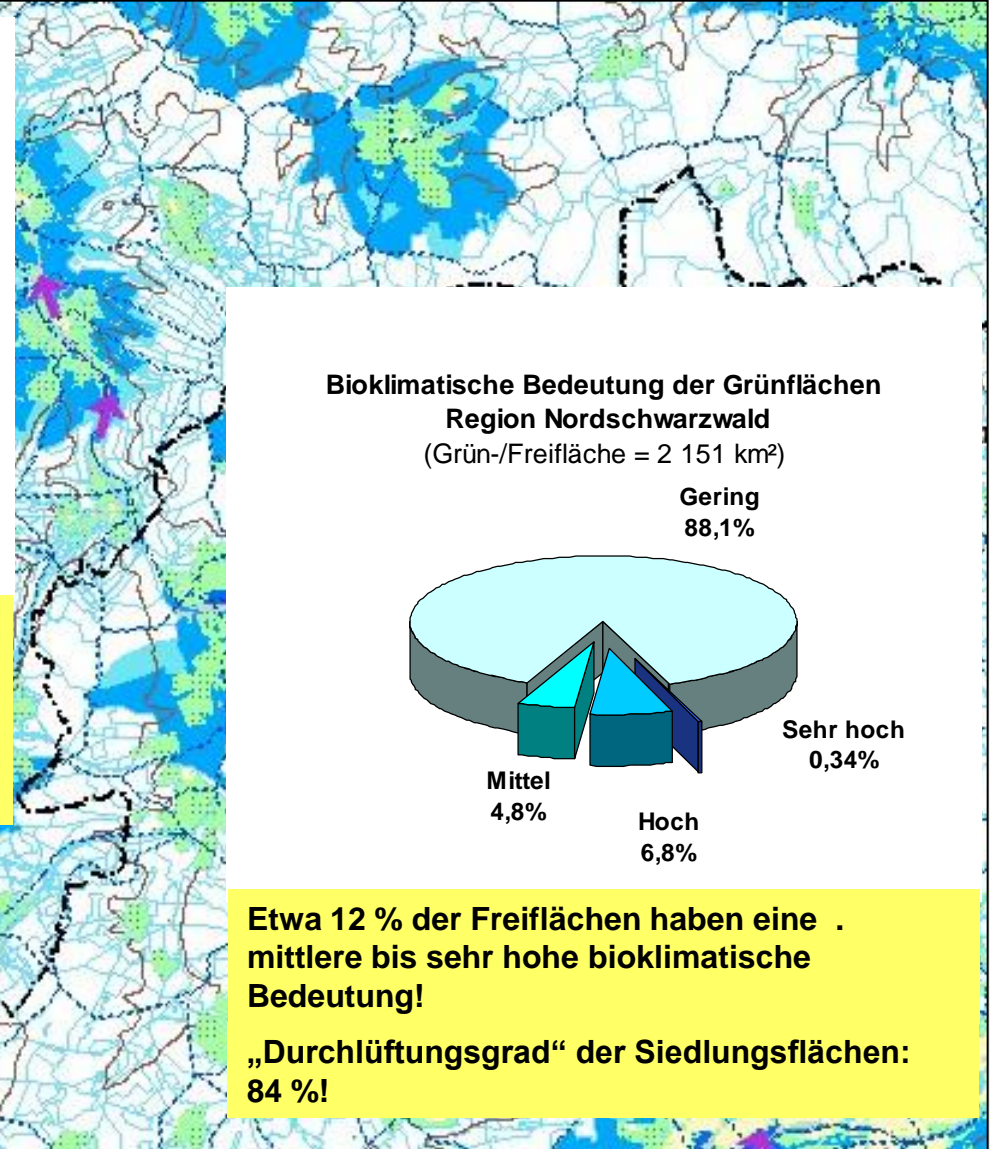 Bioklimatische Bedeutung der Grünflächen
Region Nordschwarzwald
(Grün-/Freifläche = 2 151 km²)
Gering
88,1%
Sehr hoch
0,34%
Mittel
4,8%
Hoch
6,8%
Etwa 12 % der Freiflächen haben eine .
mittlere bis sehr hohe bioklimatische
Bedeutung!
„Durchlüftungsgrad“ der Siedlungsflächen:
84 %!